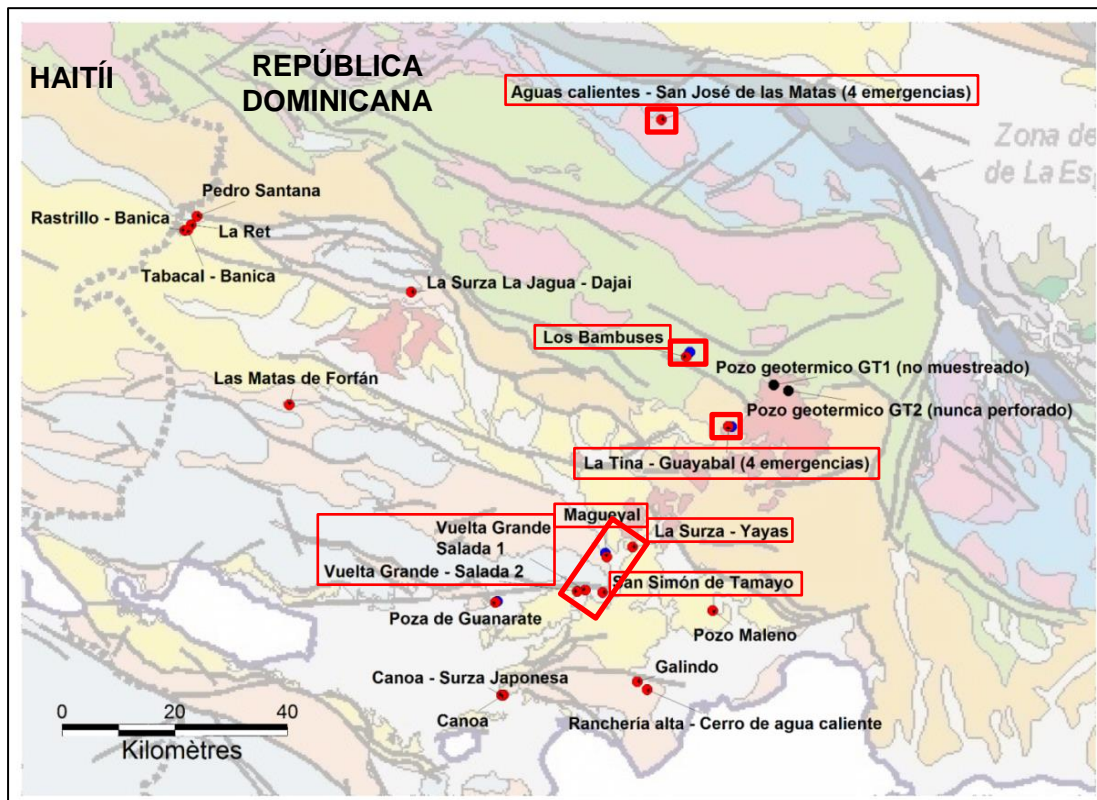 HAITÍI
REPÚBLICA
DOMINICANA
Aguas calientes - San José de las Matas (4 emergencias)
Zona de
de La Es
Pedro Santana
Rastrillo - Banica
La Ret
Tabacal - Banica
La Surza La Jagua - Dajai
Los Bambuses
Pozo geotermico GT1 (no muestreado)
Las Matas de Forfán
Pozo geotermico GT2 (nunca perforado)
La Tina - Guayabal (4 emergencias)
Magueyal
Vuelta Grande
Salada 1
La Surza - Yayas
Vuelta Grande - Salada 2
San Simón de Tamayo
Poza de Guanarate
Pozo Maleno
Canoa - Surza Japonesa
Galindo
Canoa
Ranchería alta - Cerro de agua caliente
0 20 40
Kilomètres